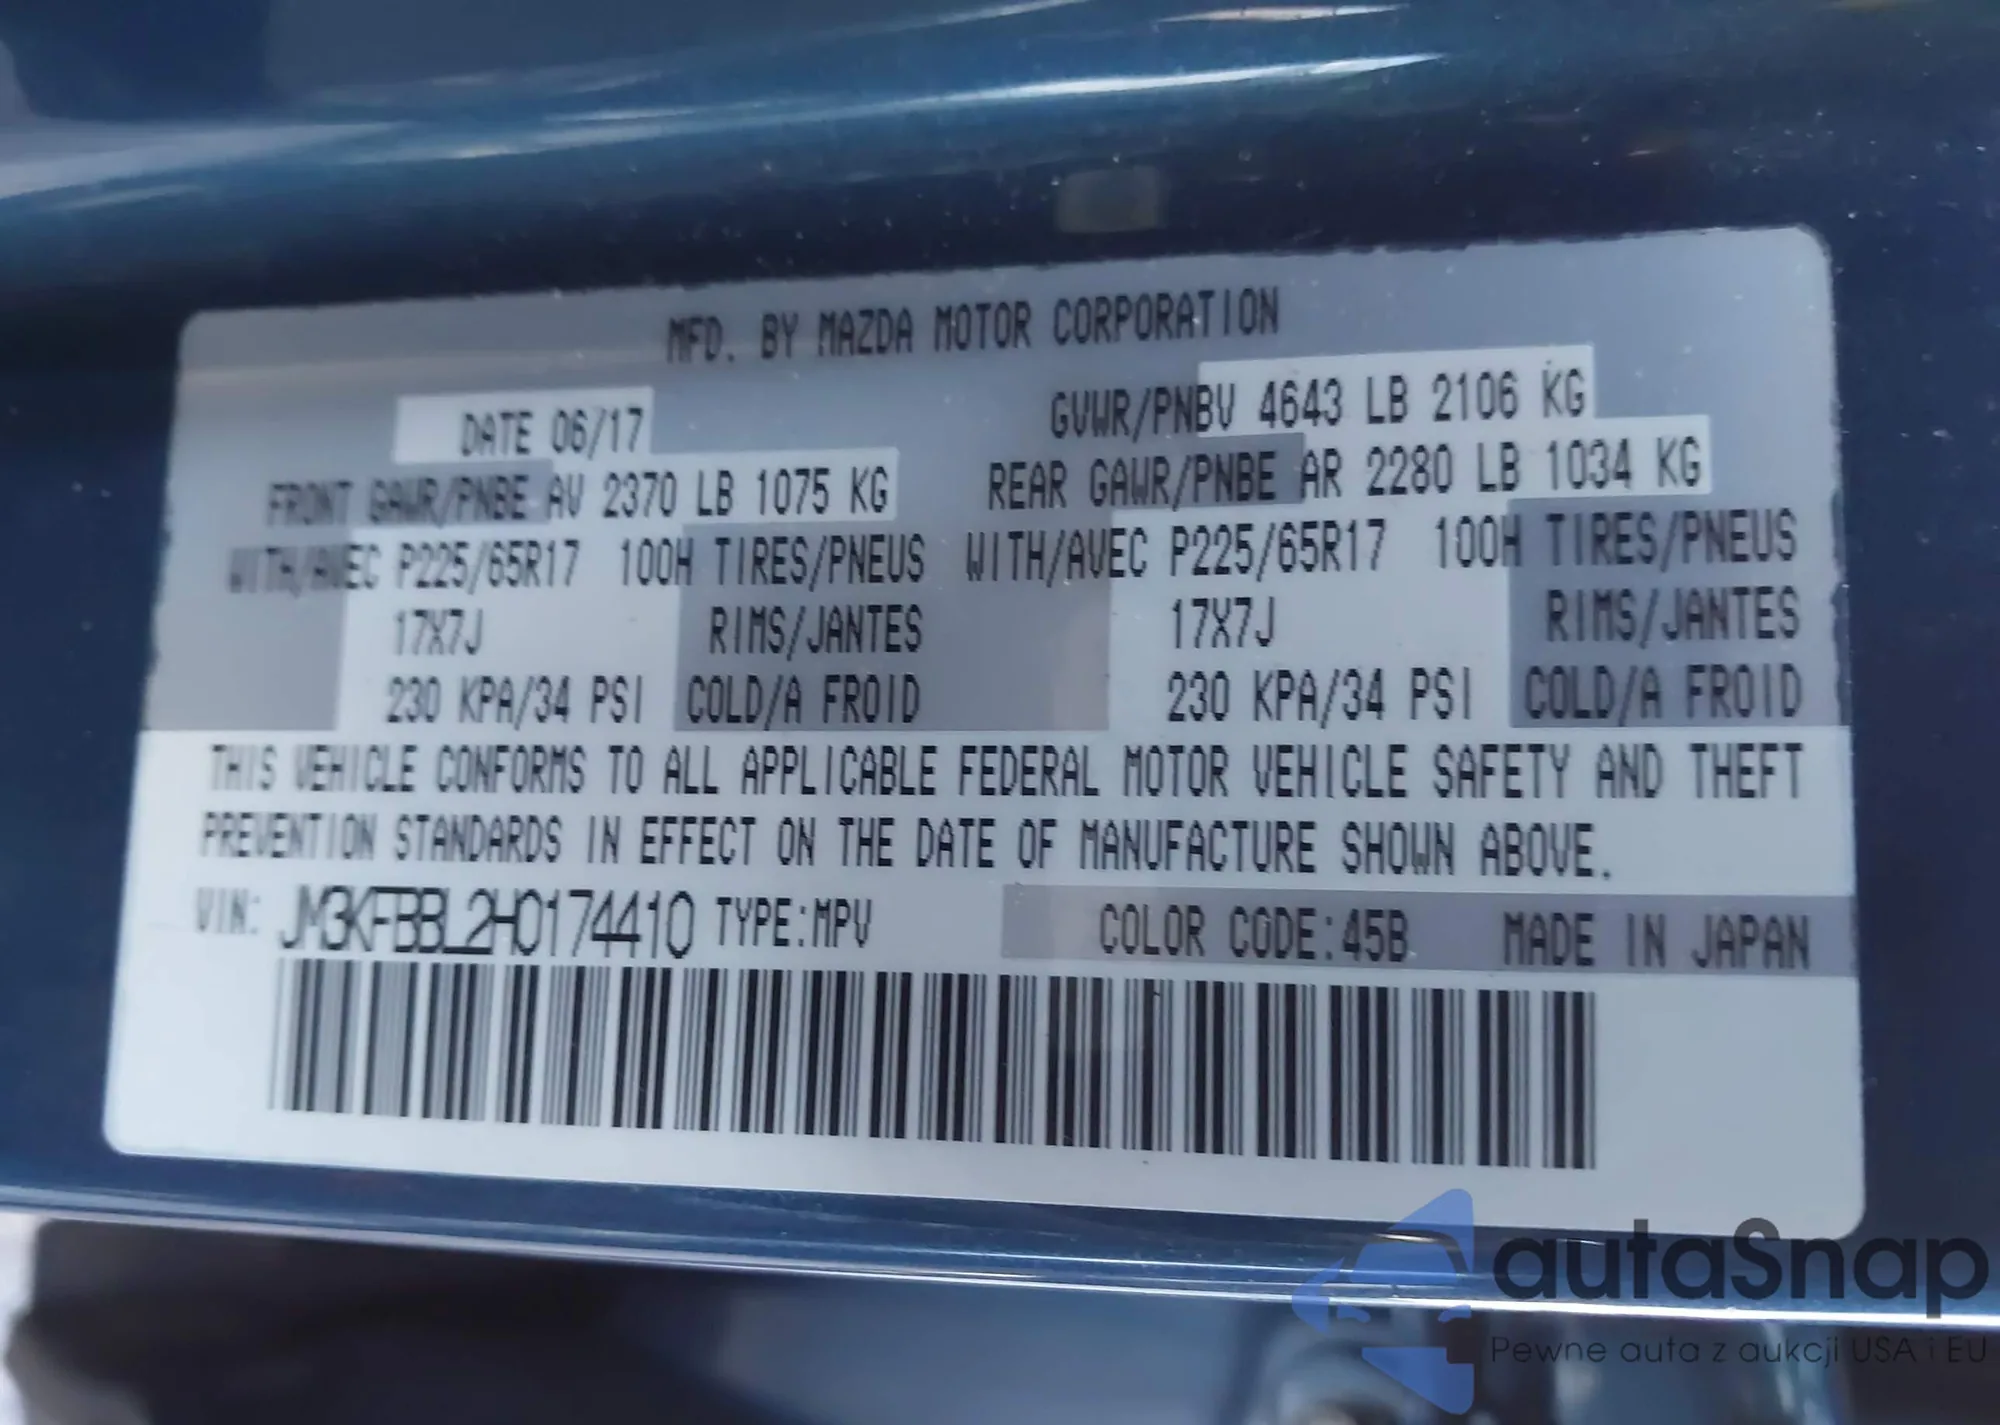 MFD. BY MAZDA MOTOR CORPORATION
DATE 06/17 GVWR/PNBV 4643 LB 2106 KG
FRONT GAWR/PNBE AV 2370 LB 1075 KG REAR GAWR/PNBE AR 2280 LB 1034 KG
WITH/AVEC P225/65R17 100H TIRES/PNEUS WITH/AVEC P225/65R17 100H TIRES/PNEUS
17X7J RIMS/JANTES 17X7J RIMS/JANTES
230 KPA/34 PSI COLD/A FROID 230 KPA/34 PSI COLD/A FROID
THIS VEHICLE CONFORMS TO ALL APPLICABLE FEDERAL MOTOR VEHICLE SAFETY AND THEFT
PREVENTION STANDARDS IN EFFECT ON THE DATE OF MANUFACTURE SHOWN ABOVE.
VIN: JM3KFBBL2H0174410 TYPE:MPV COLOR CODE:45B MADE IN JAPAN
autaSnap
Pewne auta z aukcji USA i EU